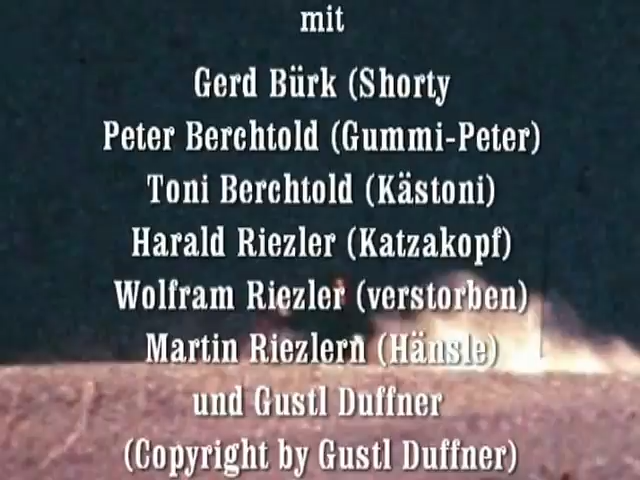 mit
Gerd Bürk (Shorty
Peter Berchtold (Gummi-Peter)
Toni Berchtold (Kästoni)
Harald Riezler (Katzakopf)
Wolfram Riezler (verstorben)
Martin Riezlern (Hänsle)
und Gustl Duffner
(Copyright by Gustl Duffner)